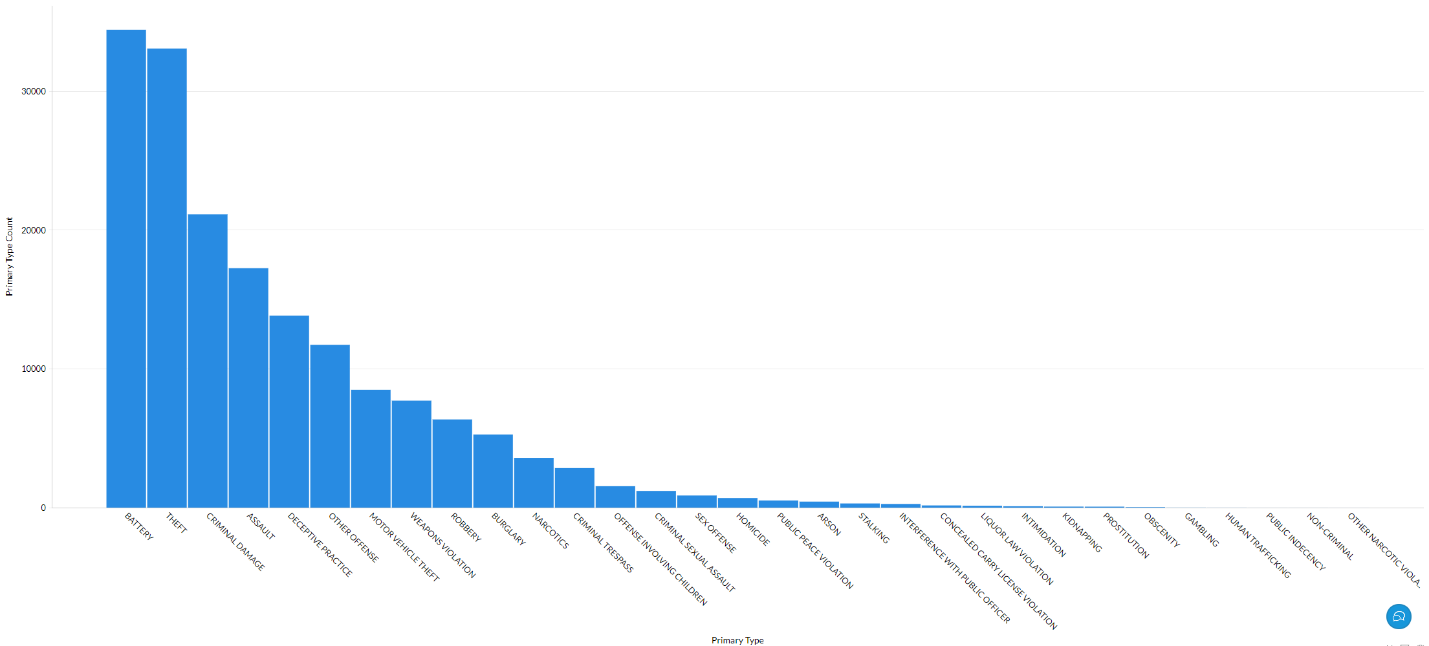 30000
20000
10000
0
Primary Type Count
BATTERY
THEFT
CRIMINAL DAMAGE
ASSAULT
DECEPTIVE PRACTICE
OTHER OFFENSE
MOTOR VEHICLE THEFT
WEAPONS VIOLATION
ROBBERY
BURGLARY
NARCOTICS
CRIMINAL TRESPASS
OFFENSE INVOLVING CHILDREN
CRIMINAL SEXUAL ASSAULT
SEX OFFENSE
HOMICIDE
PUBLIC PEACE VIOLATION
ARSON
STALKING
INTERFERENCE WITH PUBLIC OFFICER
CONCEALED CARRY LICENSE VIOLATION
LIQUOR LAW VIOLATION
INTIMIDATION
KIDNAPPING
PROSTITUTION
OBSCENITY
GAMBLING
HUMAN TRAFFICKING
PUBLIC INDECENCY
NON-CRIMINAL
OTHER NARCOTIC VIOLA..
Primary Type